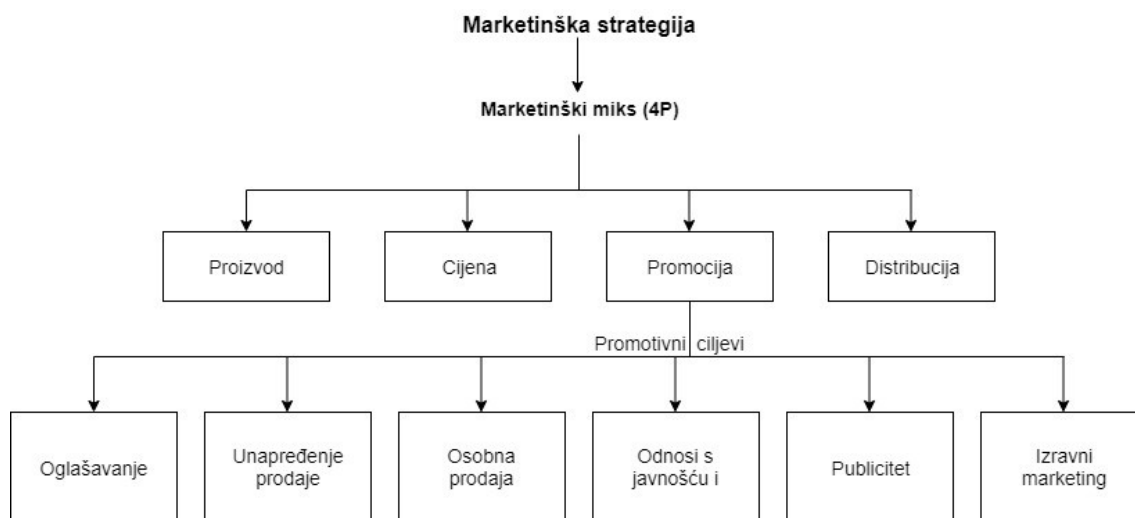 Marketinška strategija
Marketinški miks (4P)
Proizvod
Cijena
Promocija
Distribucija
Promotivni ciljevi
Oglašavanje
Unapređenje
prodaje
Osobna
prodaja
Odnosi s
javnošću i
Publicitet
Izravni
marketing